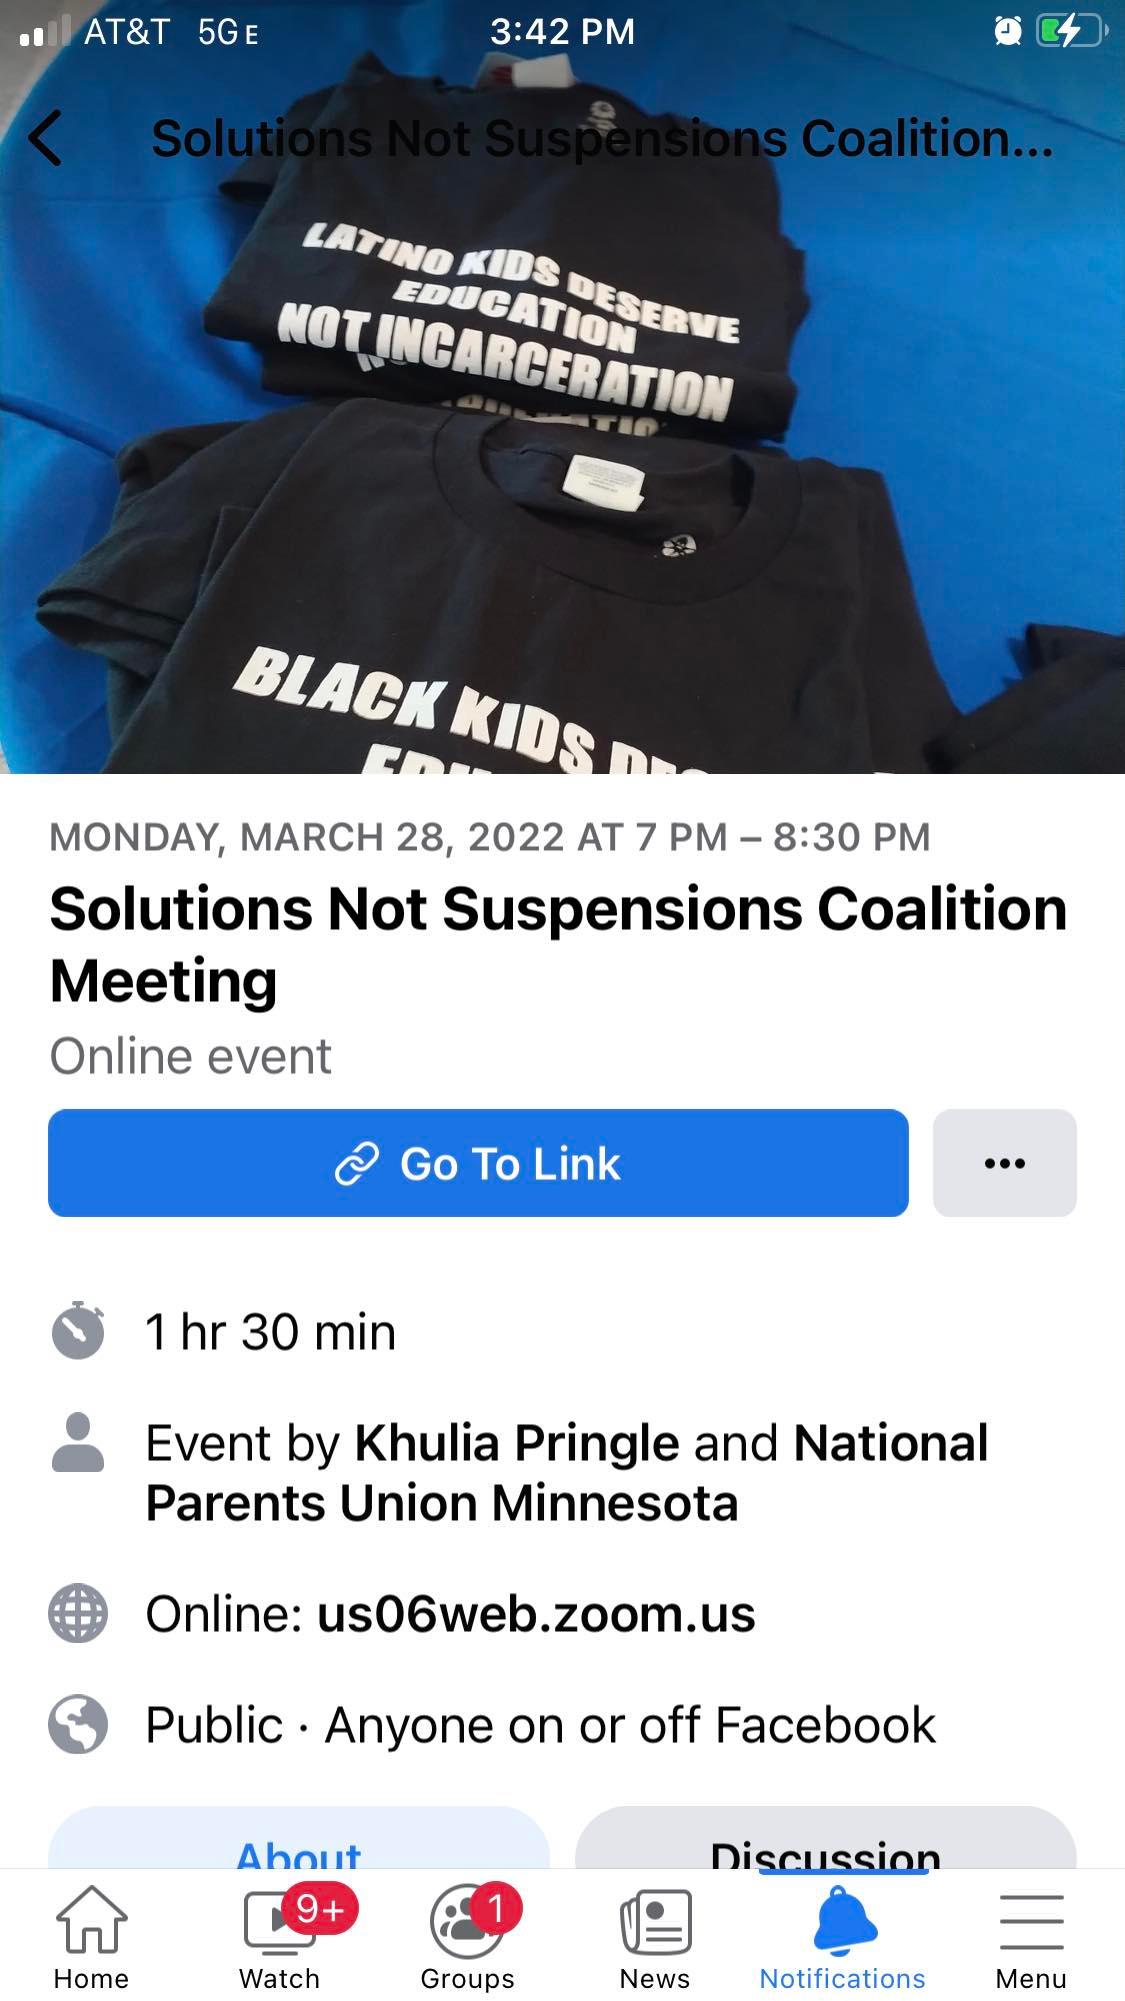 AT&T 5GE 3:42 PM
Solutions Not Suspensions Coalition...
LATINO KIDS DESERVE
EDUCATION
NOT INCARCERATION
BLACK KIDS
MONDAY, MARCH 28, 2022 AT 7 PM – 8:30 PM
Solutions Not Suspensions Coalition
Meeting
Online event
Go To Link
1 hr 30 min
Event by Khulia Pringle and National
Parents Union Minnesota
Online: us06web.zoom.us
Public · Anyone on or off Facebook
About Discussion
9+ 1
Home Watch Groups News Notifications Menu